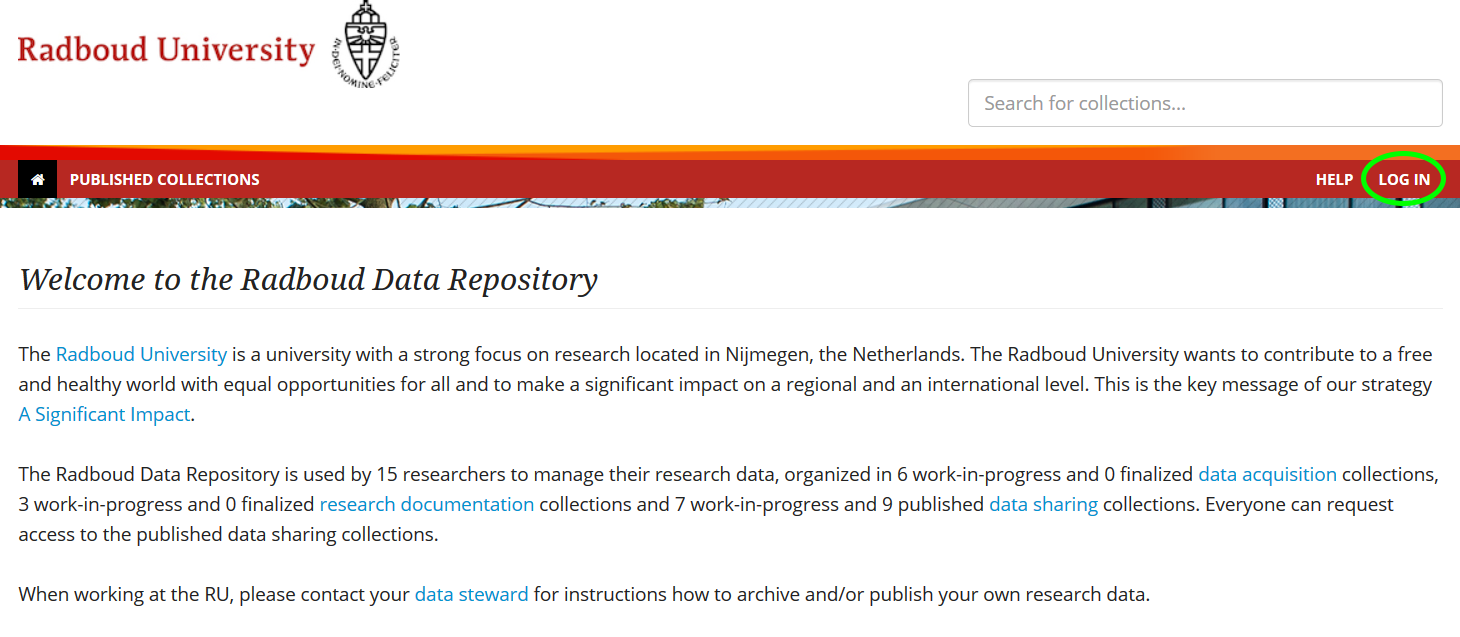 Radboud University
IN·DEI·NOMINE·FELICITER
Search for collections...
PUBLISHED COLLECTIONS
HELP
LOG IN
Welcome to the Radboud Data Repository
The Radboud University is a university with a strong focus on research located in Nijmegen, the Netherlands. The Radboud University wants to contribute to a free
and healthy world with equal opportunities for all and to make a significant impact on a regional and an international level. This is the key message of our strategy
A Significant Impact.
The Radboud Data Repository is used by 15 researchers to manage their research data, organized in 6 work-in-progress and 0 finalized data acquisition collections,
3 work-in-progress and 0 finalized research documentation collections and 7 work-in-progress and 9 published data sharing collections. Everyone can request
access to the published data sharing collections.
When working at the RU, please contact your data steward for instructions how to archive and/or publish your own research data.